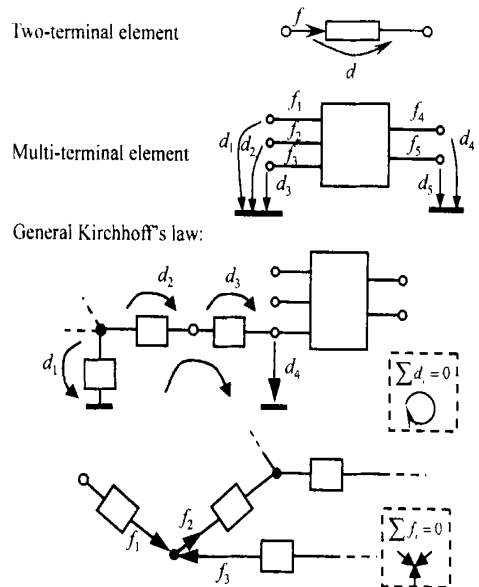 Two-terminal element
f
d
f₁
f₂
f₃
f₄
f₅
d₁
d₂
d₃
d₄
d₅
Multi-terminal element
General Kirchhoff's law:
d₂
d₃
d₁
d₄
∑dᵢ = 0
f₁
f₂
f₃
∑fᵢ = 0